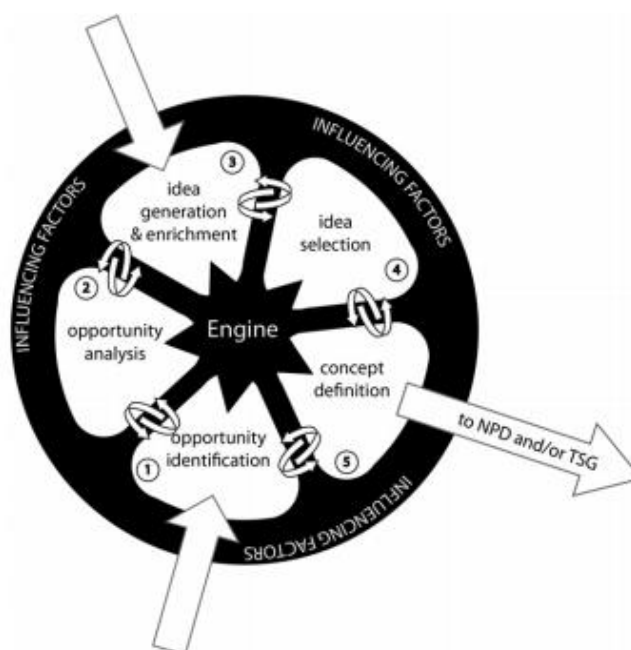 INFLUENCING FACTORS
INFLUENCING FACTORS
3
idea
generation
& enrichment
idea
selection
4
2
opportunity
analysis
Engine
concept
definition
to NPD and/or TSG
opportunity
identification
1
5
INFLUENCING FACTORS